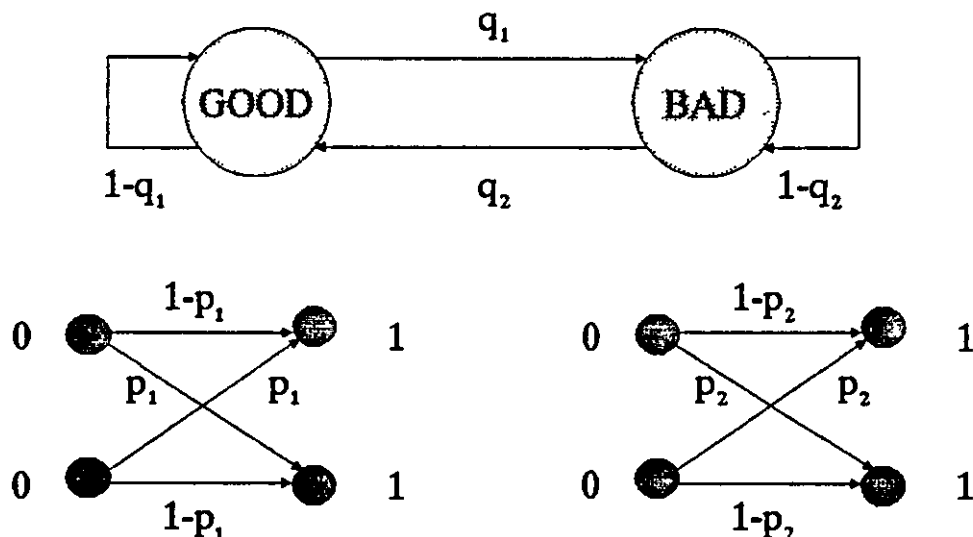 q₁
GOOD BAD
1-q₁ q₂ 1-q₂
1-p₁ 1-p₂
0 1 0 1
p₁ p₁ p₂ p₂
0 1 0 1
1-p₁ 1-p₂